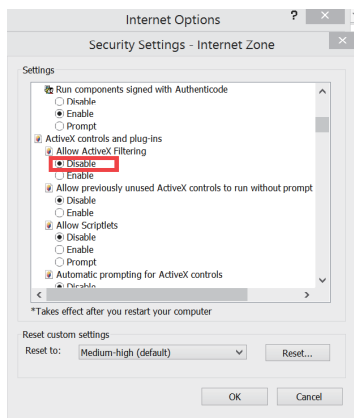 Internet Options
?
Security Settings - Internet Zone
Settings
Run components signed with Authenticode
Disable
Enable
Prompt
ActiveX controls and plug-ins
Allow ActiveX Filtering
Disable
Enable
Allow previously unused ActiveX controls to run without prompt
Disable
Enable
Allow Scriptlets
Disable
Enable
Prompt
Automatic prompting for ActiveX controls
Disable
*Takes effect after you restart your computer
Reset custom settings
Reset to:
Medium-high (default)
Reset...
OK
Cancel